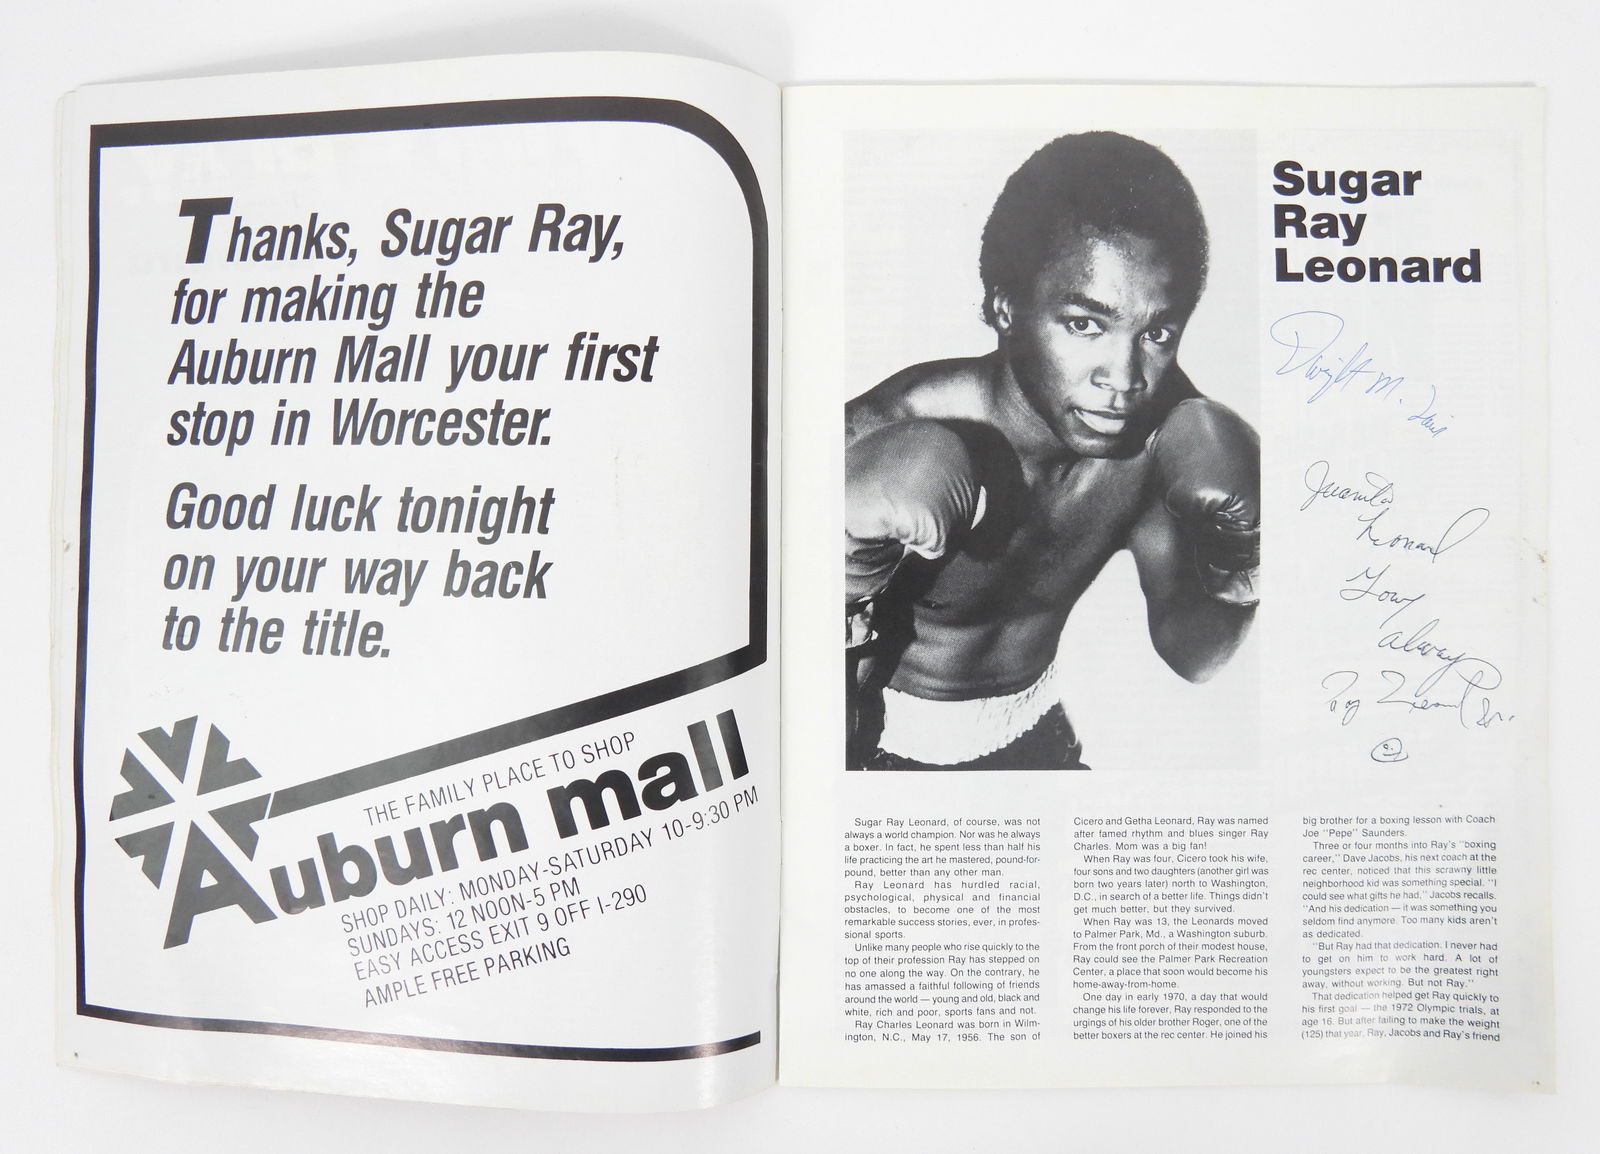 Thanks, Sugar Ray,
for making the
Auburn Mall your first
stop in Worcester.
Good luck tonight
on your way back
to the title.
THE FAMILY PLACE TO SHOP
Auburn mall
SHOP DAILY: MONDAY-SATURDAY 10-9:30 PM
SUNDAYS: 12 NOON-5 PM
EASY ACCESS EXIT 9 OFF I-290
AMPLE FREE PARKING
Sugar
Ray
Leonard
Dwight M.
Juanita
Leonard
always
Ray Leonard Sr.
Sugar Ray Leonard, of course, was not
always a world champion. Nor was he always
a boxer. In fact, he spent less than half his
life practicing the art he mastered, pound-for-
pound, better than any other man.
Ray Leonard has hurdled racial,
psychological, physical and financial
obstacles, to become one of the most
remarkable success stories, ever, in profes-
sional sports.
Unlike many people who rise quickly to the
top of their profession Ray has stepped on
no one along the way. On the contrary, he
has amassed a faithful following of friends
around the world — young and old, black and
white, rich and poor, sports fans and not.
Ray Charles Leonard was born in Wilm-
ington, N.C., May 17, 1956. The son of
Cicero and Getha Leonard, Ray was named
after famed rhythm and blues singer Ray
Charles. Mom was a big fan!
When Ray was four, Cicero took his wife,
four sons and two daughters (another girl was
born two years later) north to Washington,
D.C., in search of a better life. Things didn't
get much better, but they survived.
When Ray was 13, the Leonards moved
to Palmer Park, Md., a Washington suburb.
From the front porch of their modest house,
Ray could see the Palmer Park Recreation
Center, a place that soon would become his
home-away-from-home.
One day in early 1970, a day that would
change his life forever, Ray responded to the
urgings of his older brother Roger, one of the
better boxers at the rec center. He joined his
big brother for a boxing lesson with Coach
Joe "Pepe" Saunders.
Three or four months into Ray's "boxing
career," Dave Jacobs, his next coach at the
rec center, noticed that this scrawny little
neighborhood kid was something special. "I
could see what gifts he had," Jacobs recalls.
"And his dedication — it was something you
seldom find anymore. Too many kids aren't
as dedicated.
"But Ray had that dedication. I never had
to get on him to work hard. A lot of
youngsters expect to be the greatest right
away, without working. But not Ray."
That dedication helped get Ray quickly to
his first goal — the 1972 Olympic trials, at
age 16. But after failing to make the weight
(125) that year, Ray, Jacobs and Ray's friend